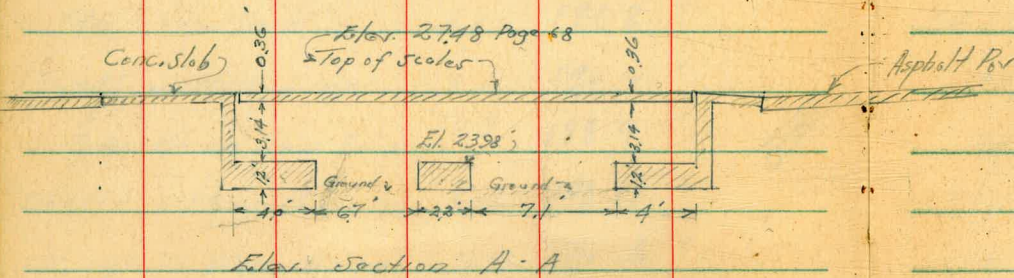 Elev. 27.48 Page 68
Conc. slab
Top of scales
Asphalt Pav
0.36
0.36
3.14
3.14
El. 23.98'
1.2'
Ground
Ground
1.2'
4.0'
6.7'
2.2'
7.1'
4'
Elev. Section A-A